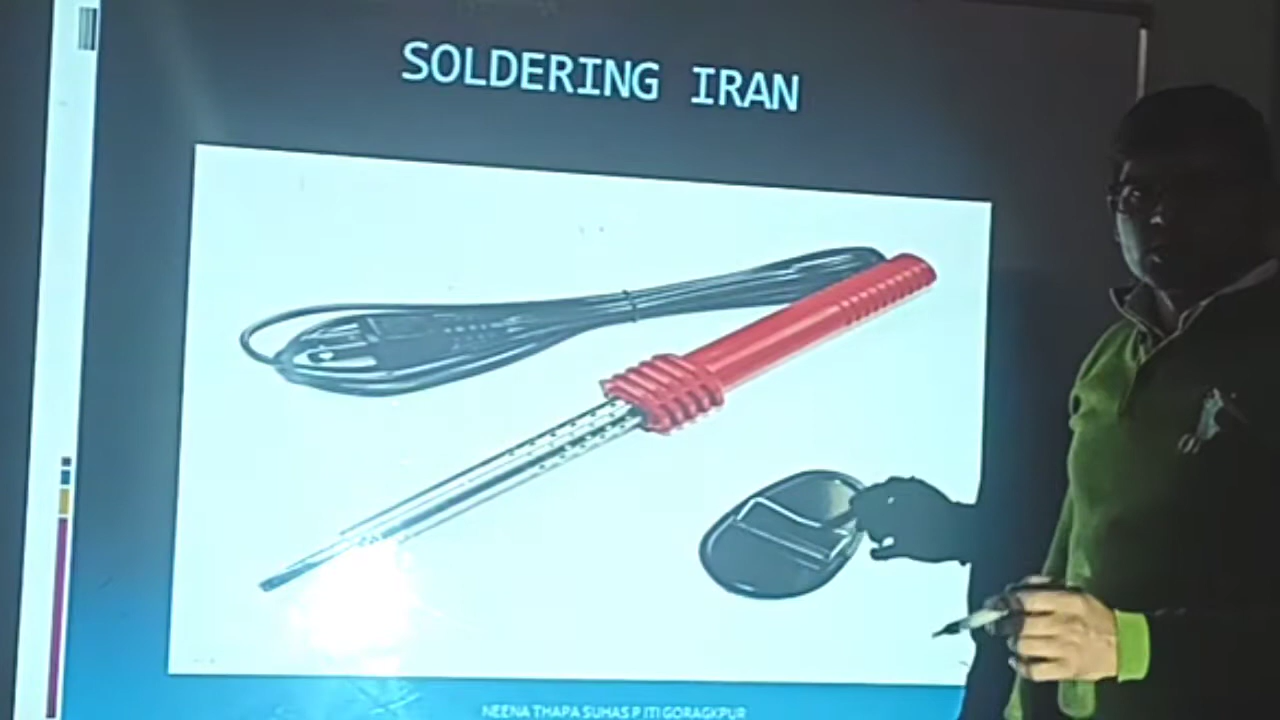 SOLDERING IRAN
NEENA THAPA SUHAS P ITI GORAGKPUR